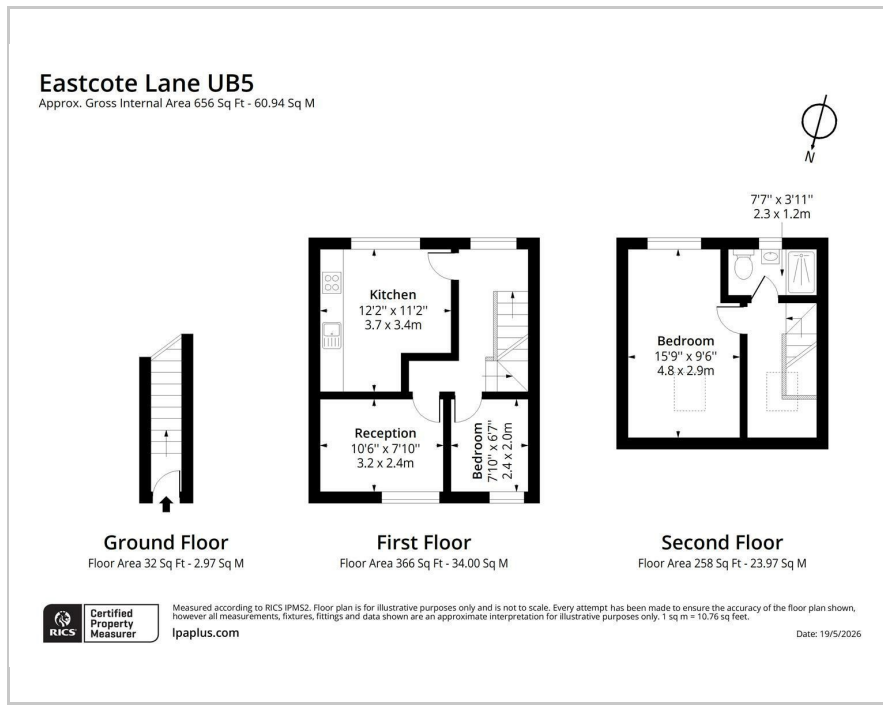 Eastcote Lane UB5
Approx. Gross Internal Area 656 Sq Ft - 60.94 Sq M
N
7'7" x 3'11"
2.3 x 1.2m
Kitchen
12'2" x 11'2"
3.7 x 3.4m
Bedroom
15'9" x 9'6"
4.8 x 2.9m
Reception
10'6" x 7'10"
3.2 x 2.4m
Bedroom
7'10" x 6'7"
2.4 x 2.0m
Ground Floor
Floor Area 32 Sq Ft - 2.97 Sq M
First Floor
Floor Area 366 Sq Ft - 34.00 Sq M
Second Floor
Floor Area 258 Sq Ft - 23.97 Sq M
RICS
Certified
Property
Measurer
Measured according to RICS IPMS2. Floor plan is for illustrative purposes only and is not to scale. Every attempt has been made to ensure the accuracy of the floor plan shown,
however all measurements, fixtures, fittings and data shown are an approximate interpretation for illustrative purposes only. 1 sq m = 10.76 sq feet.
lpaplus.com
Date: 19/5/2026